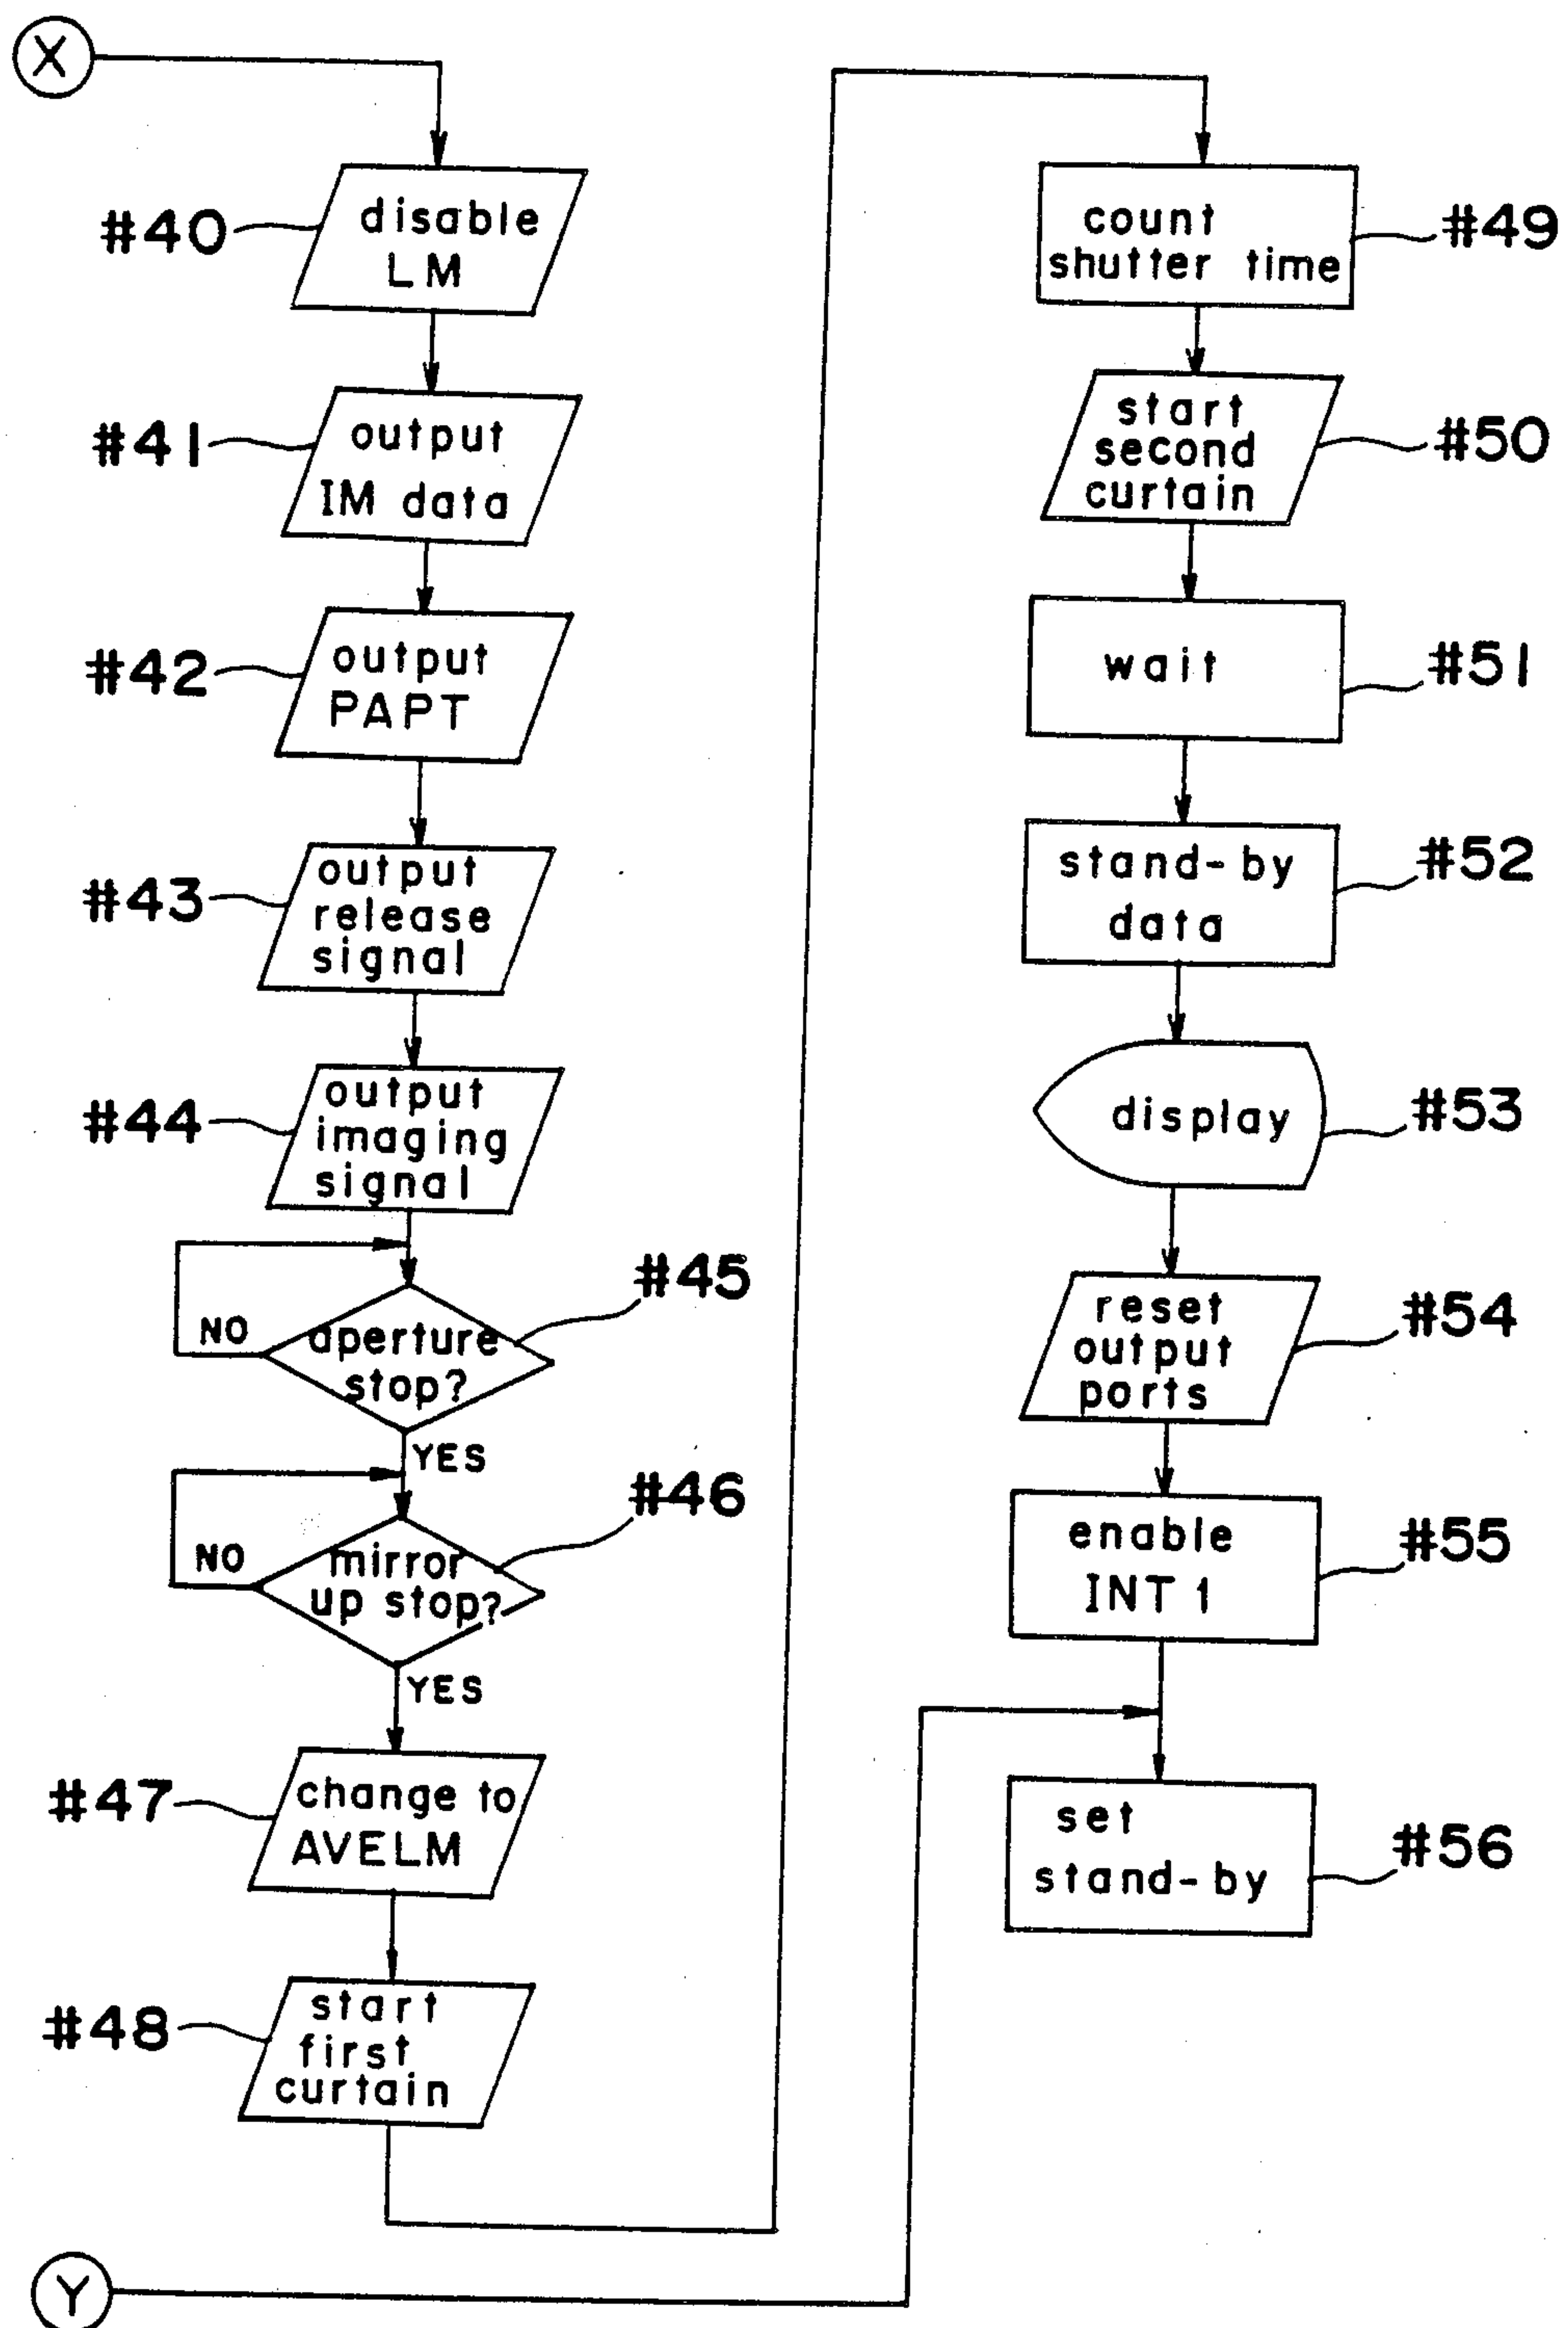 X
#40
disable
LM
#41
output
IM data
#42
output
PAPT
#43
output
release
signal
#44
output
imaging
signal
#45
NO
aperture
stop?
YES
#46
NO
mirror
up stop?
YES
#47
change to
AVELM
#48
start
first
curtain
Y
count
shutter time
#49
start
second
curtain
#50
wait
#51
stand-by
data
#52
display
#53
reset
output
ports
#54
enable
INT 1
#55
set
stand-by
#56